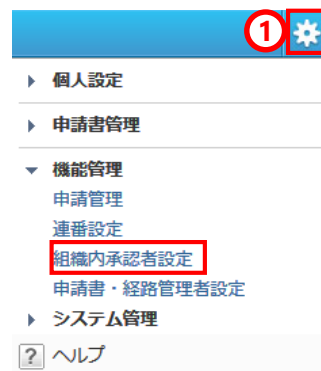 1
個人設定
申請書管理
機能管理
申請管理
連番設定
組織内承認者設定
申請書・経路管理者設定
システム管理
? ヘルプ